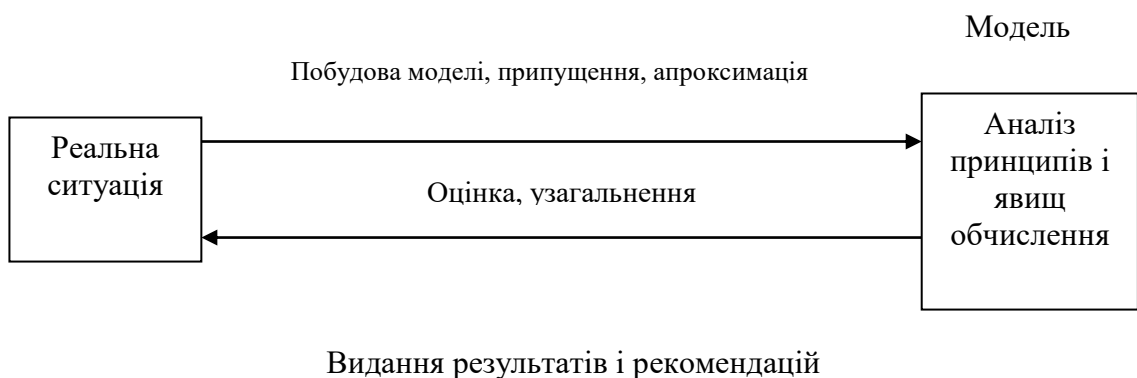 Модель
Побудова моделі, припущення, апроксимація
Реальна
ситуація
Аналіз
принципів і
явищ
обчислення
Оцінка, узагальнення
Видання результатів і рекомендацій